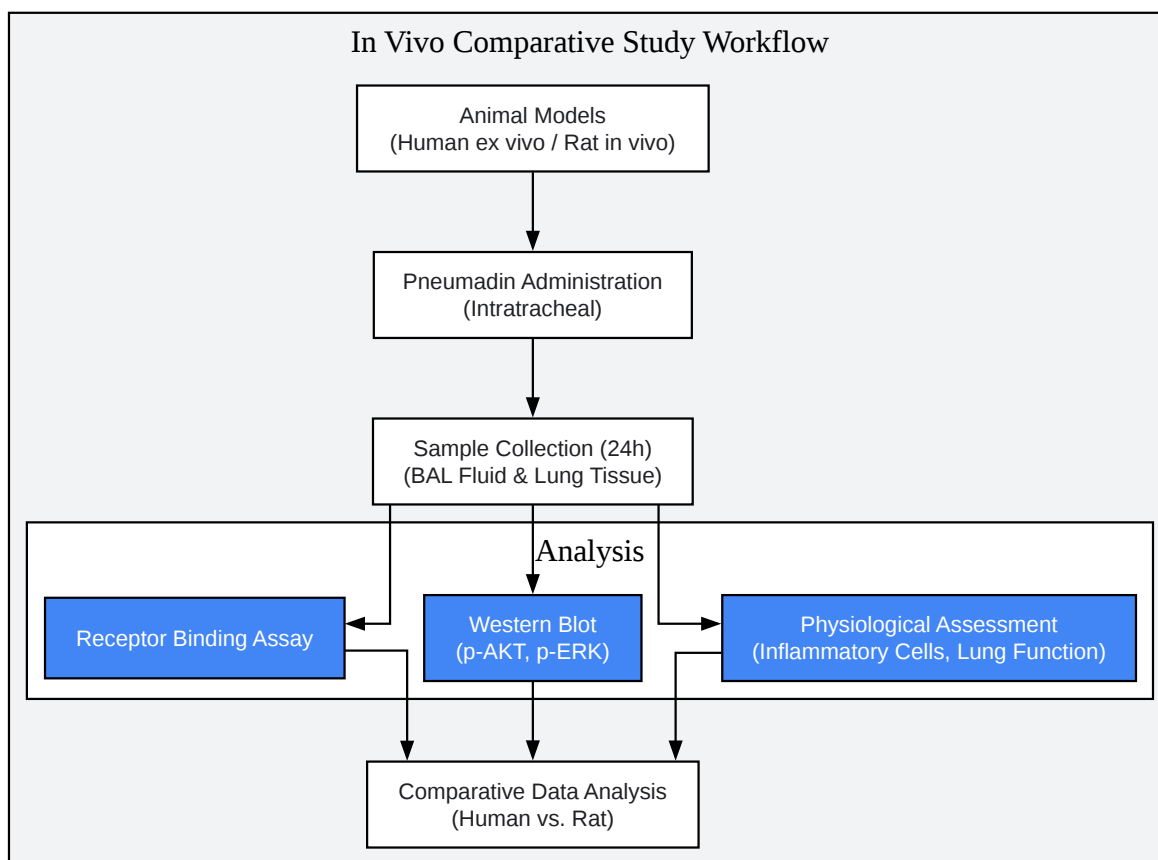 In Vivo Comparative Study Workflow
Animal Models
(Human ex vivo / Rat in vivo)
Pneumadin Administration
(Intratracheal)
Sample Collection (24h)
(BAL Fluid & Lung Tissue)
Analysis
Receptor Binding Assay
Western Blot
(p-AKT, p-ERK)
Physiological Assessment
(Inflammatory Cells, Lung Function)
Comparative Data Analysis
(Human vs. Rat)